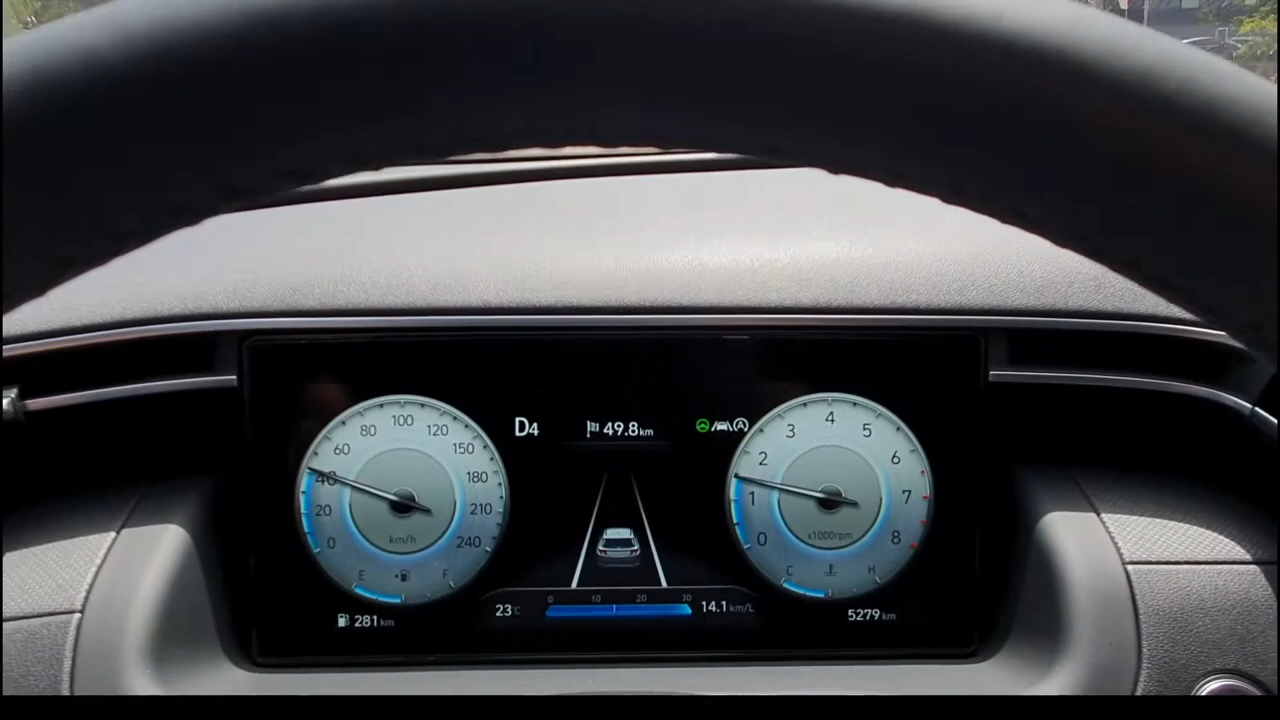 0 20 40 60 80 100 120 150 180 210 240
km/h
E F
281 km
D4
49.8 km
A
23°C
0 10 20 30
14.1 km/L
0 1 2 3 4 5 6 7 8
x1000rpm
C H
5279 km